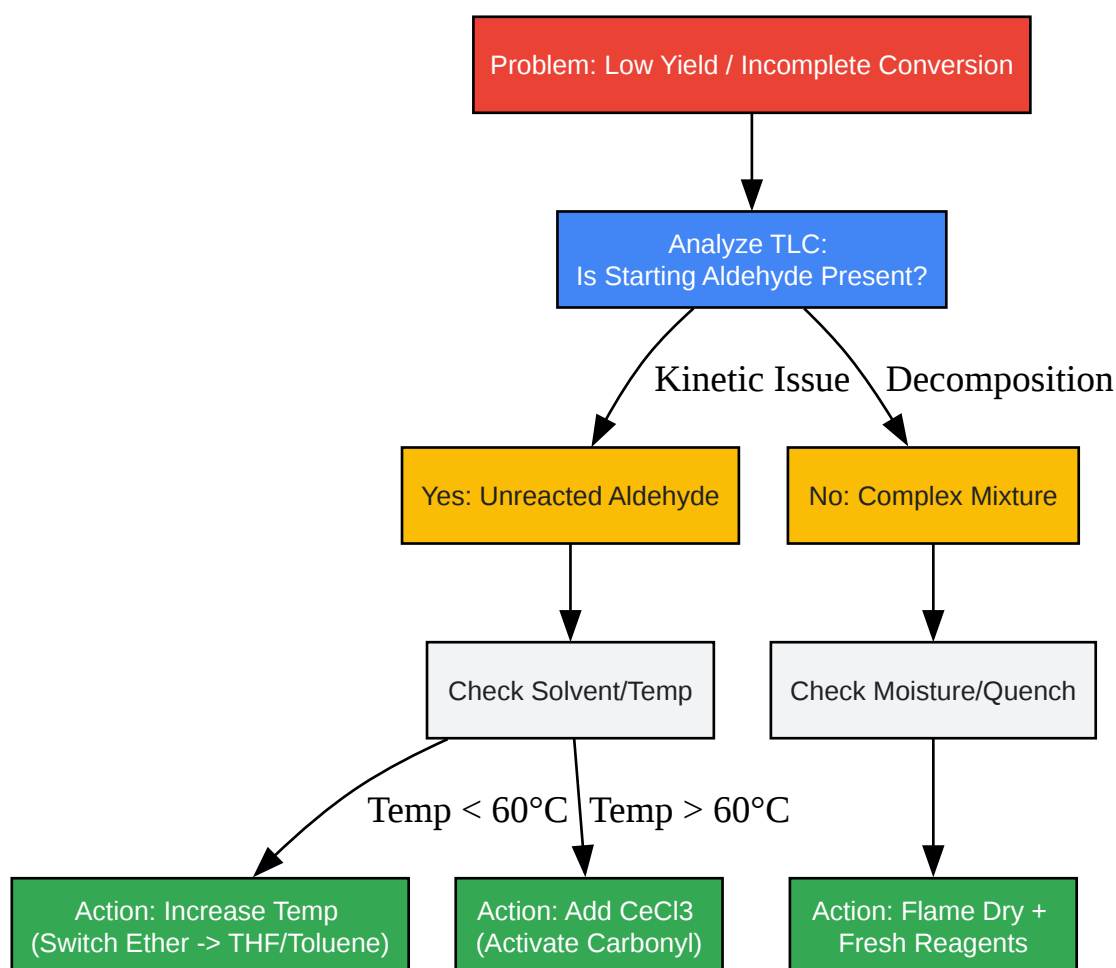 Problem: Low Yield / Incomplete Conversion
Analyze TLC:
Is Starting Aldehyde Present?
Kinetic Issue
Decomposition
Yes: Unreacted Aldehyde
No: Complex Mixture
Check Solvent/Temp
Check Moisture/Quench
Temp < 60°C
Temp > 60°C
Action: Increase Temp
(Switch Ether -> THF/Toluene)
Action: Add CeCl3
(Activate Carbonyl)
Action: Flame Dry +
Fresh Reagents